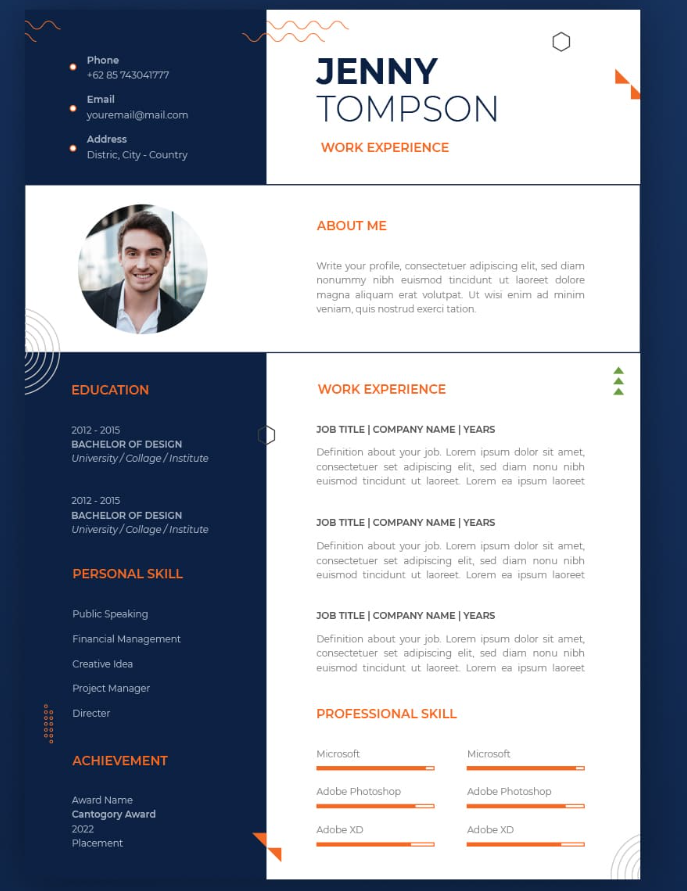 Phone
+62 85 743041777
Email
youremail@mail.com
Address
Distric, City - Country
JENNY
TOMPSON
WORK EXPERIENCE
ABOUT ME
Write your profile, consectetuer adipiscing elit, sed diam
nonummy nibh euismod tincidunt ut laoreet dolore
magna aliquam erat volutpat. Ut wisi enim ad minim
veniam, quis nostrud exerci tation.
EDUCATION
2012 - 2015
BACHELOR OF DESIGN
University / Collage / Institute
2012 - 2015
BACHELOR OF DESIGN
University / Collage / Institute
PERSONAL SKILL
Public Speaking
Financial Management
Creative Idea
Project Manager
Directer
ACHIEVEMENT
Award Name
Cantogory Award
2022
Placement
WORK EXPERIENCE
JOB TITLE | COMPANY NAME | YEARS
Definition about your job. Lorem ipsum dolor sit amet,
consectetuer set adipiscing elit, sed diam nonu nibh
euismod tincidunt ut laoreet. Lorem ea ipsum laoreet
JOB TITLE | COMPANY NAME | YEARS
Definition about your job. Lorem ipsum dolor sit amet,
consectetuer set adipiscing elit, sed diam nonu nibh
euismod tincidunt ut laoreet. Lorem ea ipsum laoreet
JOB TITLE | COMPANY NAME | YEARS
Definition about your job. Lorem ipsum dolor sit amet,
consectetuer set adipiscing elit, sed diam nonu nibh
euismod tincidunt ut laoreet. Lorem ea ipsum laoreet
PROFESSIONAL SKILL
Microsoft
Microsoft
Adobe Photoshop
Adobe Photoshop
Adobe XD
Adobe XD